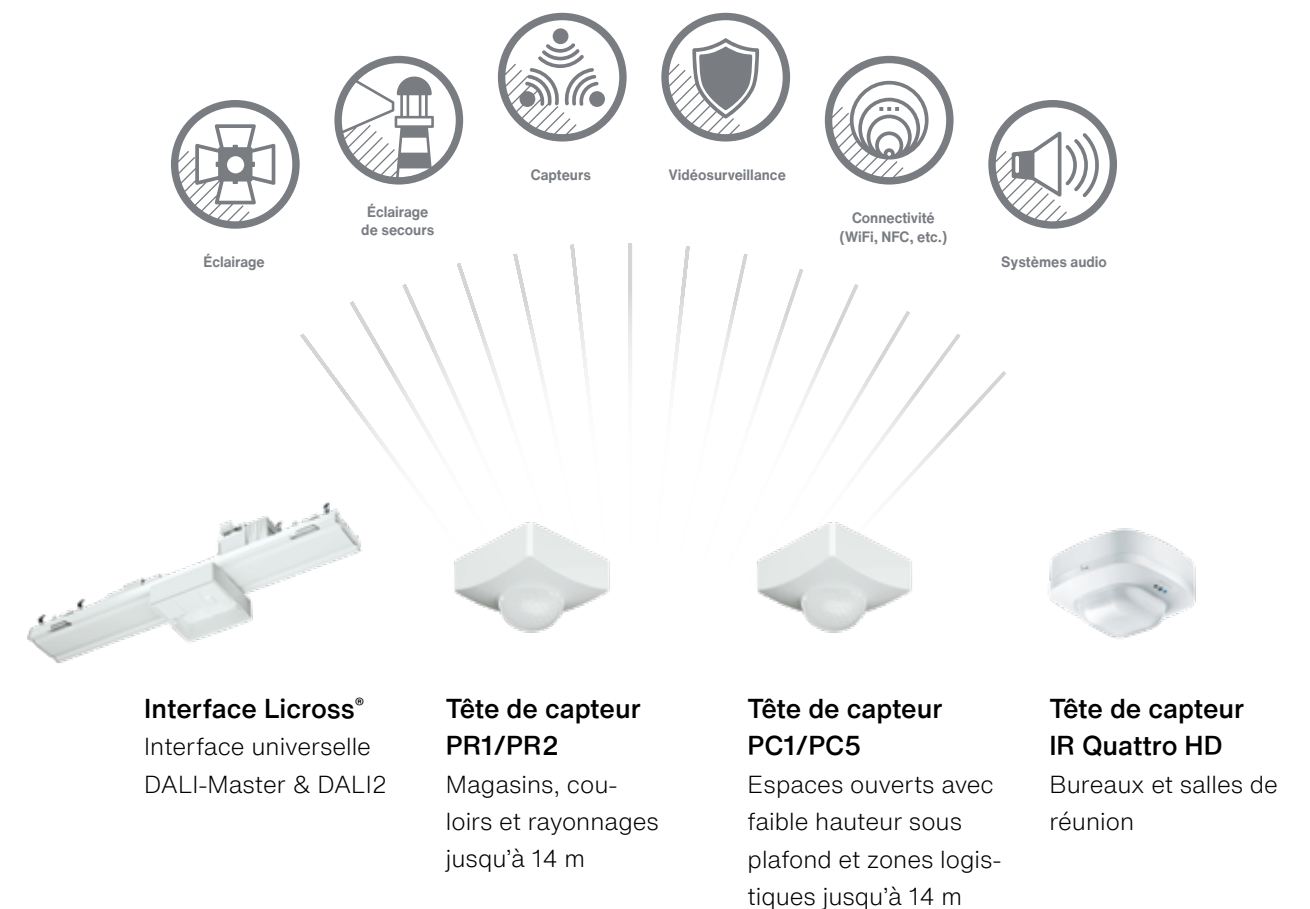 Éclairage
Éclairage
de secours
Capteurs
Vidéosurveillance
Connectivité
(WiFi, NFC, etc.)
Systèmes audio
Interface Licross®
Interface universelle
DALI-Master & DALI2
Tête de capteur
PR1/PR2
Magasins, cou-
loirs et rayonnages
jusqu'à 14 m
Tête de capteur
PC1/PC5
Espaces ouverts avec
faible hauteur sous
plafond et zones logis-
tiques jusqu'à 14 m
Tête de capteur
IR Quattro HD
Bureaux et salles de
réunion